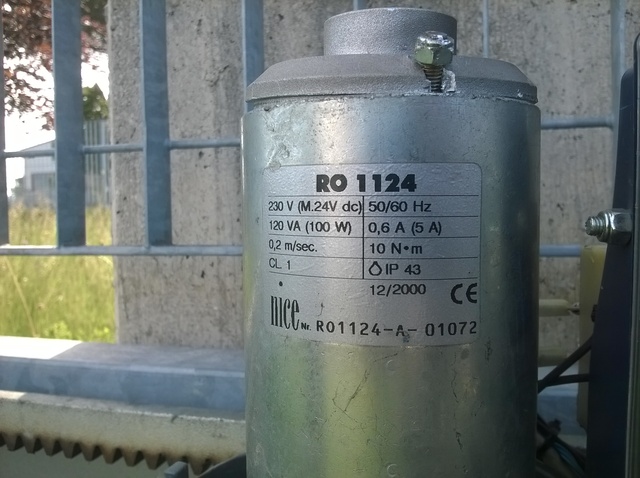 RO 1124
230 V (M.24V dc) 50/60 Hz
120 VA (100 W) 0,6 A (5 A)
0,2 m/sec. 10 N•m
CL. 1 IP 43
12/2000 CE
nice Nr. RO1124-A- 01072